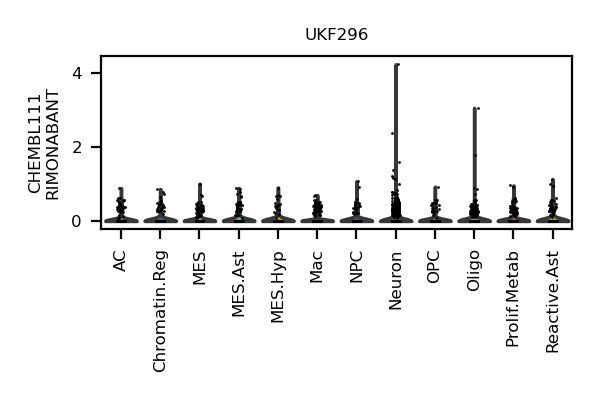 UKF296
CHEMBL111
RIMONABANT
4
2
0
AC
Chromatin.Reg
MES
MES.Ast
MES.Hyp
Mac
NPC
Neuron
OPC
Oligo
Prolif.Metab
Reactive.Ast